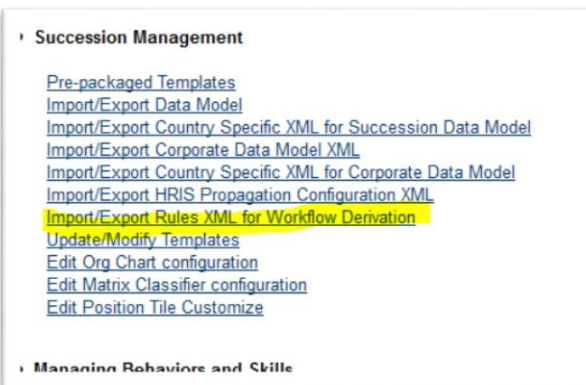 Succession Management
Pre-packaged Templates
Import/Export Data Model
Import/Export Country Specific XML for Succession Data Model
Import/Export Corporate Data Model XML
Import/Export Country Specific XML for Corporate Data Model
Import/Export HRIS Propagation Configuration XML
Import/Export Rules XML for Workflow Derivation
Update/Modify Templates
Edit Org Chart configuration
Edit Matrix Classifier configuration
Edit Position Tile Customize
Managing Behaviors and Skills